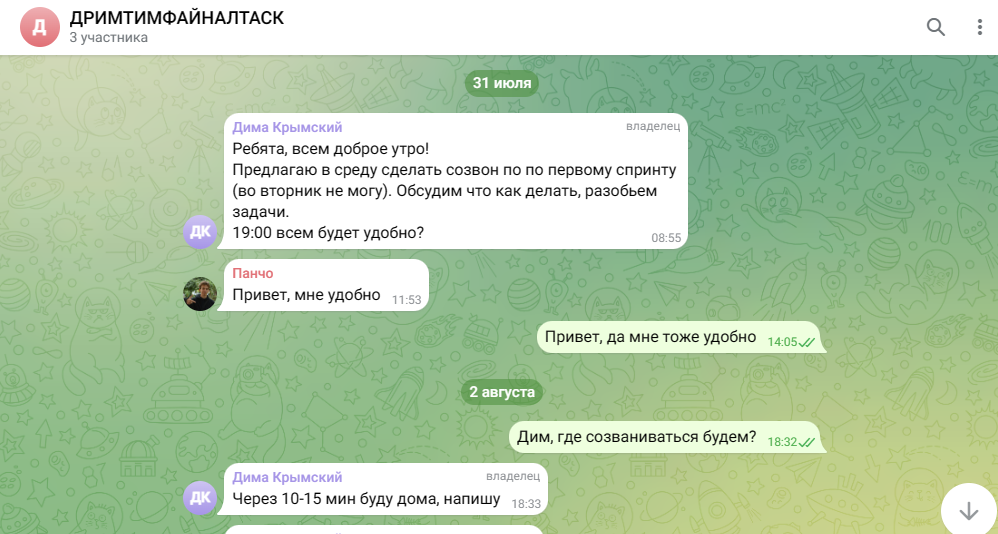 Д
ДРИМТИМФАЙНАЛТАСК
3 участника
31 июля
Дима Крымский
владелец
Ребята, всем доброе утро!
Предлагаю в среду сделать созвон по по первому спринту
(во вторник не могу). Обсудим что как делать, разобьем
задачи.
19:00 всем будет удобно?
08:55
ДК
Панчо
Привет, мне удобно 11:53
Привет, да мне тоже удобно 14:05
2 августа
Дим, где созваниваться будем? 18:32
Дима Крымский
владелец
ДК
Через 10-15 мин буду дома, напишу 18:33